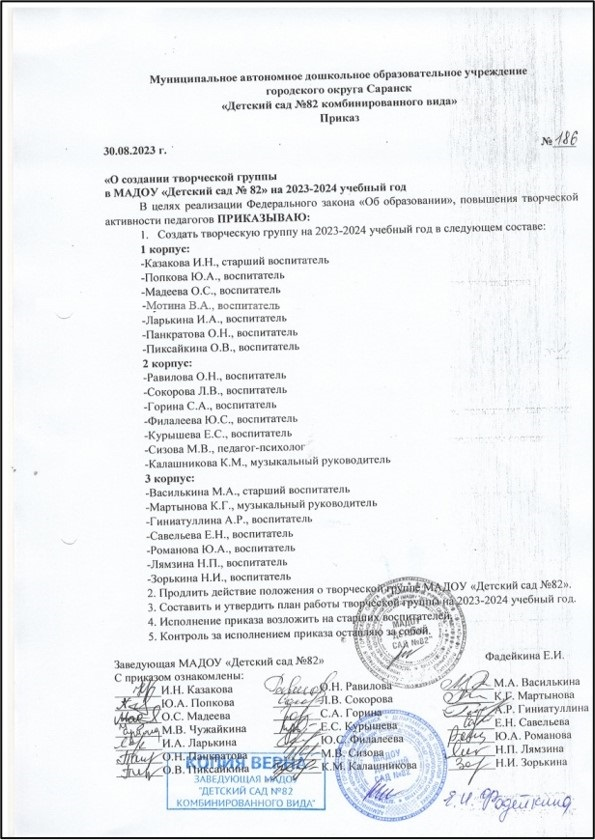 Муниципальное автономное дошкольное образовательное учреждение
городского округа Саранск
«Детский сад №82 комбинированного вида»
Приказ
№ 186
30.08.2023 г.
«О создании творческой группы
в МАДОУ «Детский сад № 82» на 2023-2024 учебный год
В целях реализации Федерального закона «Об образовании», повышения творческой
активности педагогов ПРИКАЗЫВАЮ:
1. Создать творческую группу на 2023-2024 учебный год в следующем составе:
1 корпус:
-Казакова И.Н., старший воспитатель
-Попкова Ю.А., воспитатель
-Мадеева О.С., воспитатель
-Мотина В.А., воспитатель
-Ларькина И.А., воспитатель
-Панкратова О.Н., воспитатель
-Пиксайкина О.В., воспитатель
2 корпус:
-Равилова О.Н., воспитатель
-Сокорова Л.В., воспитатель
-Горина С.А., воспитатель
-Филалеева Ю.С., воспитатель
-Курышева Е.С., воспитатель
-Сизова М.В., педагог-психолог
-Калашникова К.М., музыкальный руководитель
3 корпус:
-Василькина М.А., старший воспитатель
-Мартынова К.Г., музыкальный руководитель
-Гиниатуллина А.Р., воспитатель
-Савельева Е.Н., воспитатель
-Романова Ю.А., воспитатель
-Лямзина Н.П., воспитатель
-Зорькина Н.И., воспитатель
2. Продлить действие положения о творческой группе МАДОУ «Детский сад №82».
3. Составить и утвердить план работы творческой группы на 2023-2024 учебный год.
4. Исполнение приказа возложить на старших воспитателей.
5. Контроль за исполнением приказа оставляю за собой.
МАДОУ
"ДЕТСКИЙ
САД №82"
Заведующая МАДОУ «Детский сад №82» Фадейкина Е.И.
С приказом ознакомлены:
И.Н. Казакова О.Н. Равилова М.А. Василькина
Ю.А. Попкова Л.В. Сокорова К.Г. Мартынова
О.С. Мадеева С.А. Горина А.Р. Гиниатуллина
М.В. Чужайкина Е.С. Курышева Е.Н. Савельева
И.А. Ларькина Ю.С. Филалеева Ю.А. Романова
О.Н. Панкратова М.В. Сизова Н.П. Лямзина
О.В. Пиксайкина К.М. Калашникова Н.И. Зорькина
КОПИЯ ВЕРНА
ЗАВЕДУЮЩАЯ МАДОУ
"ДЕТСКИЙ САД №82
КОМБИНИРОВАННОГО ВИДА"
МАДОУ
"ДЕТСКИЙ
САД №82"
Е.И. Фадейкина